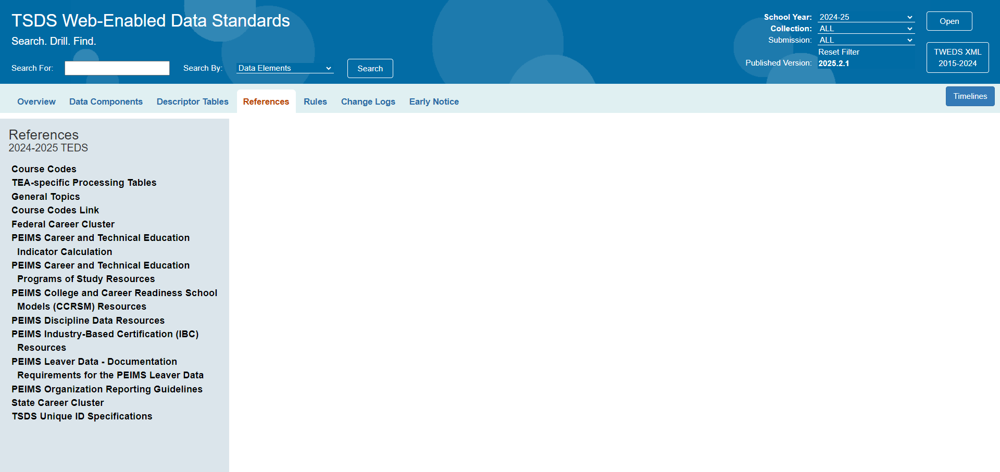 TSDS Web-Enabled Data Standards
Search. Drill. Find.
Search For:
Search By: Data Elements
Search
School Year: 2024-25
Collection: ALL
Submission: ALL
Reset Filter
Published Version: 2025.2.1
Open
TWEDS XML
2015-2024
Overview Data Components Descriptor Tables References Rules Change Logs Early Notice
Timelines
References
2024-2025 TEDS
Course Codes
TEA-specific Processing Tables
General Topics
Course Codes Link
Federal Career Cluster
PEIMS Career and Technical Education
Indicator Calculation
PEIMS Career and Technical Education
Programs of Study Resources
PEIMS College and Career Readiness School
Models (CCRSM) Resources
PEIMS Discipline Data Resources
PEIMS Industry-Based Certification (IBC)
Resources
PEIMS Leaver Data - Documentation
Requirements for the PEIMS Leaver Data
PEIMS Organization Reporting Guidelines
State Career Cluster
TSDS Unique ID Specifications